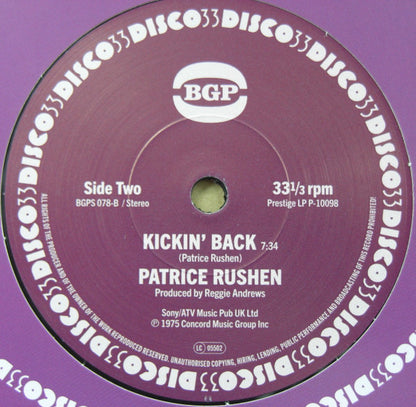 DISCO33DISCO33DISCO33DISCO33DISCO33DISCO33DISCO33DISCO33DISCO33
BGP
Side Two
BGPS 078-B / Stereo
33⅓ rpm
Prestige LP P-10098
KICKIN' BACK 7:34
(Patrice Rushen)
PATRICE RUSHEN
Produced by Reggie Andrews
Sony/ATV Music Pub UK Ltd
℗ 1975 Concord Music Group Inc
LC 05502
ALL RIGHTS OF THE PRODUCER AND OF THE OWNER OF THE WORK REPRODUCED RESERVED. UNAUTHORISED COPYING, HIRING, LENDING, PUBLIC PERFORMANCE AND BROADCASTING OF THIS RECORD PROHIBITED!
DISCO33DISCO33